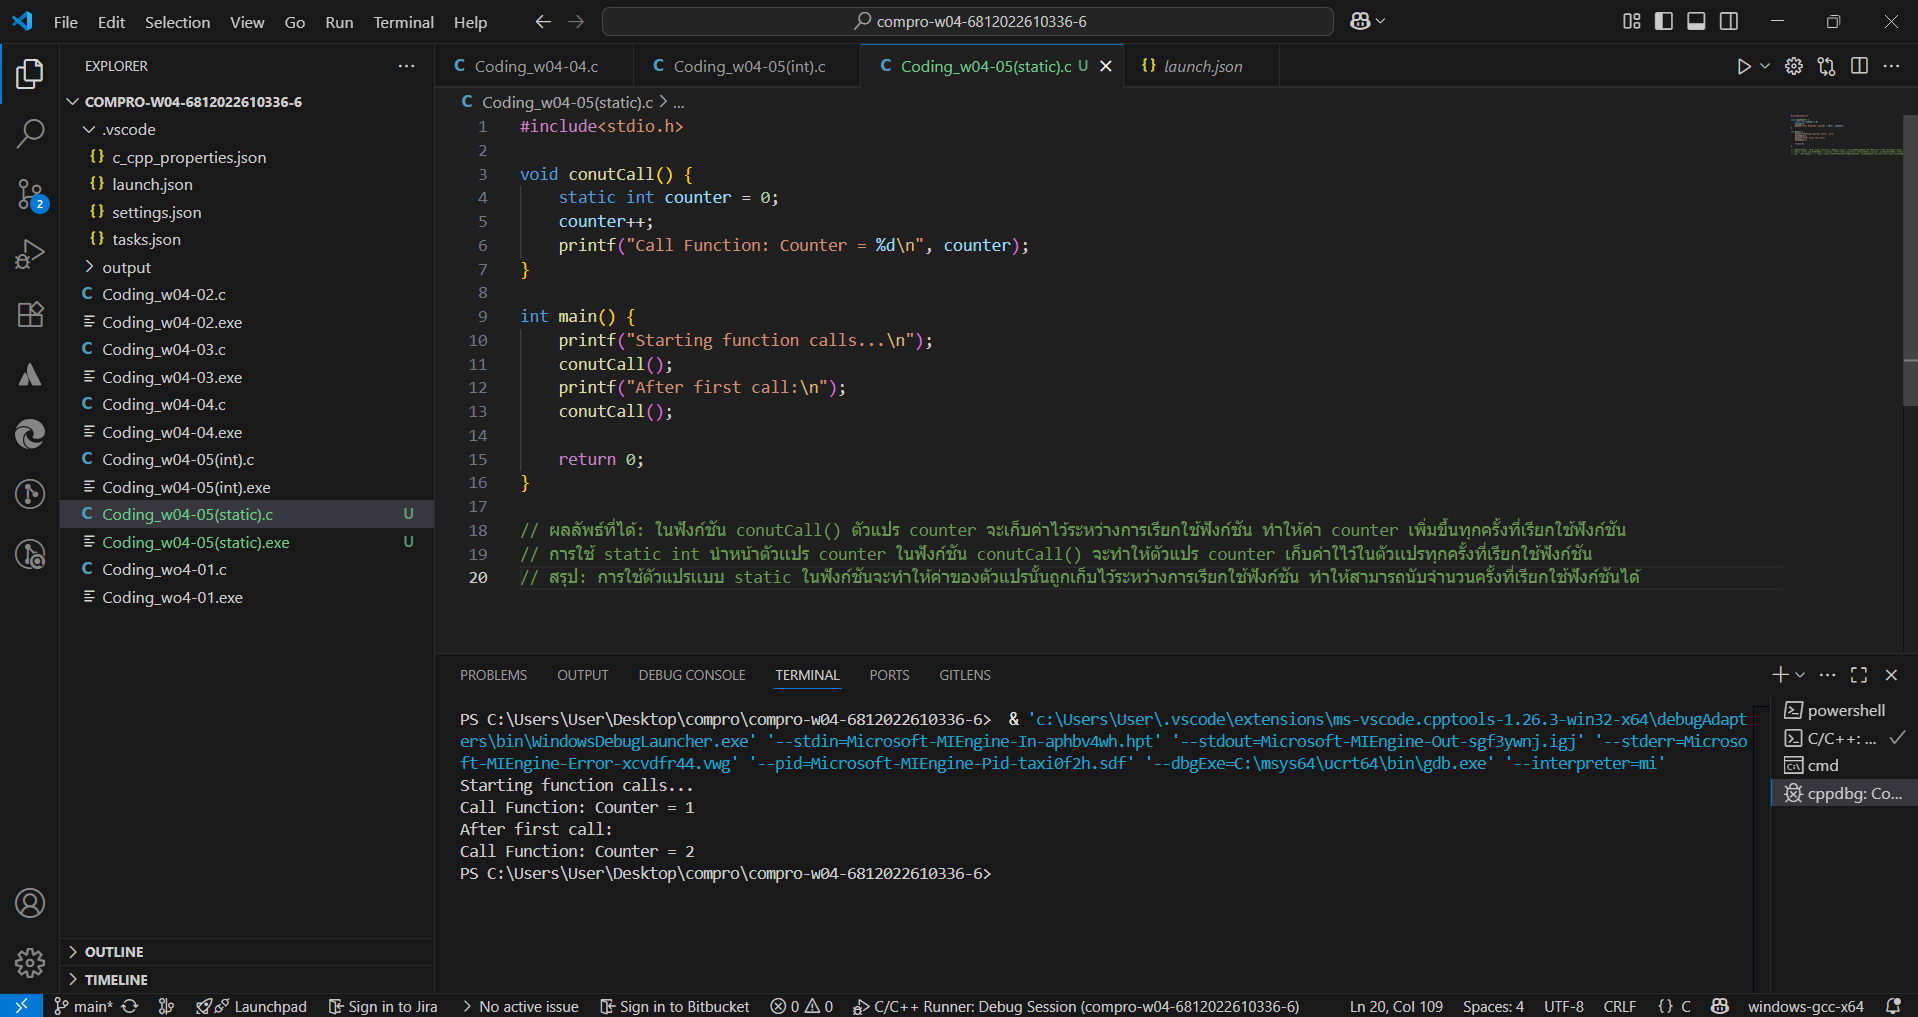 File Edit Selection View Go Run Terminal Help
compro-w04-6812022610336-6
EXPLORER
COMPRO-W04-6812022610336-6
.vscode
{} c_cpp_properties.json
{} launch.json
{} settings.json
{} tasks.json
output
C Coding_w04-02.c
Coding_w04-02.exe
C Coding_w04-03.c
Coding_w04-03.exe
C Coding_w04-04.c
Coding_w04-04.exe
C Coding_w04-05(int).c
Coding_w04-05(int).exe
C Coding_w04-05(static).c U
Coding_w04-05(static).exe U
C Coding_wo4-01.c
Coding_wo4-01.exe
OUTLINE
TIMELINE
2
C Coding_w04-04.c
C Coding_w04-05(int).c
C Coding_w04-05(static).c U
{} launch.json
C Coding_w04-05(static).c > ...
1 #include<stdio.h>
2
3 void conutCall() {
4 static int counter = 0;
5 counter++;
6 printf("Call Function: Counter = %d\n", counter);
7 }
8
9 int main() {
10 printf("Starting function calls...\n");
11 conutCall();
12 printf("After first call:\n");
13 conutCall();
14
15 return 0;
16 }
17
18 // ผลลัพธ์ที่ได้: ในฟังก์ชัน conutCall() ตัวแปร counter จะเก็บค่าไว้ระหว่างการเรียกใช้ฟังก์ชัน ทำให้ค่า counter เพิ่มขึ้นทุกครั้งที่เรียกใช้ฟังก์ชัน
19 // การใช้ static int นำหน้าตัวแปร counter ในฟังก์ชัน conutCall() จะทำให้ตัวแปร counter เก็บค่าใไว้ในตัวแปรทุกครั้งที่เรียกใช้ฟังก์ชัน
20 // สรุป: การใช้ตัวแปรแบบ static ในฟังก์ชันจะทำให้ค่าของตัวแปรนั้นถูกเก็บไว้ระหว่างการเรียกใช้ฟังก์ชัน ทำให้สามารถนับจำนวนครั้งที่เรียกใช้ฟังก์ชันได้
PROBLEMS OUTPUT DEBUG CONSOLE TERMINAL PORTS GITLENS
PS C:\Users\User\Desktop\compro\compro-w04-6812022610336-6> & 'c:\Users\User\.vscode\extensions\ms-vscode.cpptools-1.26.3-win32-x64\debugAdapt
ers\bin\WindowsDebugLauncher.exe' '--stdin=Microsoft-MIEngine-In-aphbv4wh.hpt' '--stdout=Microsoft-MIEngine-Out-sgf3ywnj.igj' '--stderr=Microso
ft-MIEngine-Error-xcvdfr44.vwg' '--pid=Microsoft-MIEngine-Pid-taxi0f2h.sdf' '--dbgExe=C:\msys64\ucrt64\bin\gdb.exe' '--interpreter=mi'
Starting function calls...
Call Function: Counter = 1
After first call:
Call Function: Counter = 2
PS C:\Users\User\Desktop\compro\compro-w04-6812022610336-6>
powershell
C/C++: ...
cmd
cppdbg: Co...
main* Launchpad Sign in to Jira No active issue Sign in to Bitbucket 0 0 C/C++ Runner: Debug Session (compro-w04-6812022610336-6) Ln 20, Col 109 Spaces: 4 UTF-8 CRLF {} C windows-gcc-x64